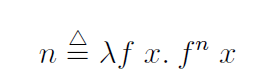 n ≜ λf x. fⁿ x